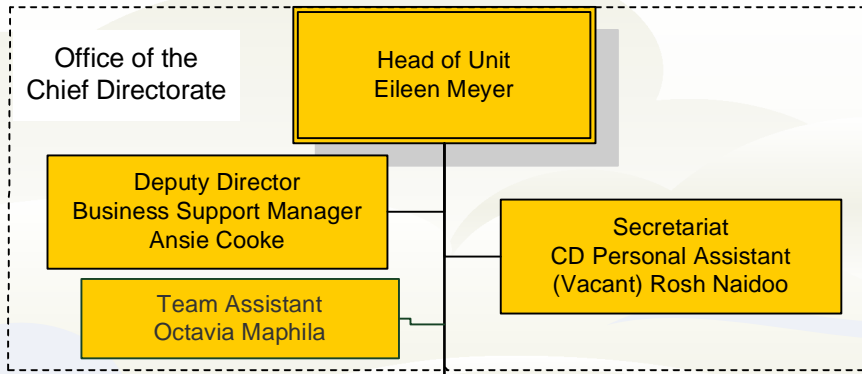 Office of the
Chief Directorate
Head of Unit
Eileen Meyer
Deputy Director
Business Support Manager
Ansie Cooke
Secretariat
CD Personal Assistant
(Vacant) Rosh Naidoo
Team Assistant
Octavia Maphila